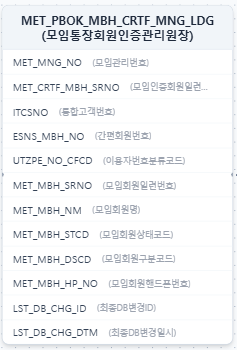 MET_PBOK_MBH_CRTF_MNG_LDG
(모임통장회원인증관리원장)
MET_MNG_NO (모임관리번호)
MET_CRTF_MBH_SRNO (모임인증회원일련...
ITCSNO (통합고객번호)
ESNS_MBH_NO (간편회원번호)
UTZPE_NO_CFCD (이용자번호분류코드)
MET_MBH_SRNO (모임회원일련번호)
MET_MBH_NM (모임회원명)
MET_MBH_STCD (모임회원상태코드)
MET_MBH_DSCD (모임회원구분코드)
MET_MBH_HP_NO (모임회원핸드폰번호)
LST_DB_CHG_ID (최종DB변경ID)
LST_DB_CHG_DTM (최종DB변경일시)